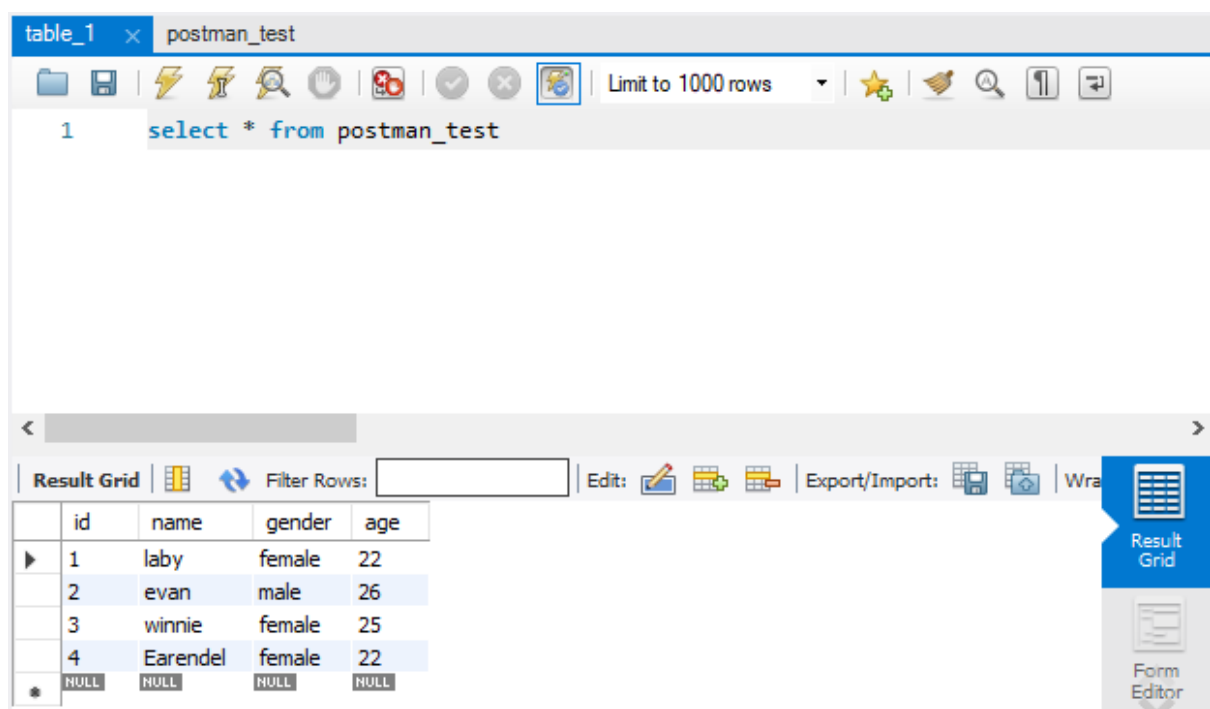 table_1 × postman_test
Limit to 1000 rows
1 select * from postman_test
Result Grid Filter Rows: Edit: Export/Import: Wra
id name gender age
1 laby female 22
2 evan male 26
3 winnie female 25
4 Earendel female 22
NULL NULL NULL NULL
Result
Grid
Form
Editor